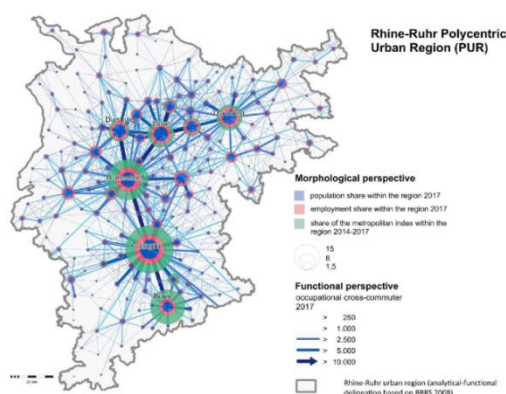 Rhine-Ruhr Polycentric
Urban Region (PUR)
Duisburg
Essen
Düsseldorf
Cologne
Bonn
Morphological perspective
population share within the region 2017
employment share within the region 2017
share of the metropolitan index within the
region 2014-2017
15
6
1,5
Functional perspective
occupational cross-commuter
2017
> 250
> 1.000
> 2.500
> 5.000
> 10.000
Rhine-Ruhr urban region (analytical-functional
delineation based on BBRS 2008)